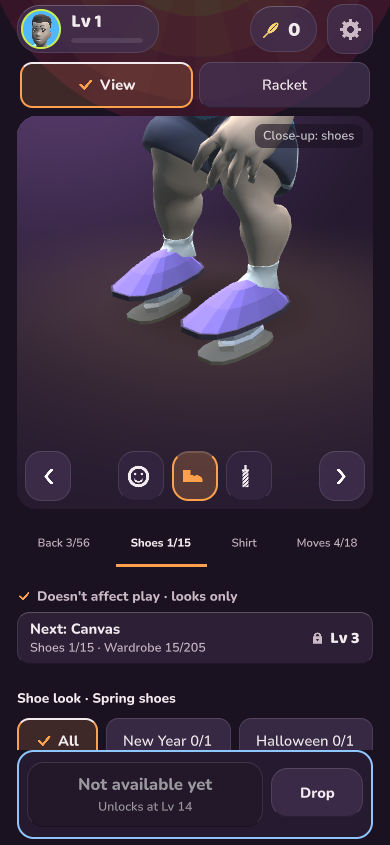 Lv 1
0
View
Racket
Close-up: shoes
Back 3/56
Shoes 1/15
Shirt
Moves 4/18
Doesn't affect play · looks only
Next: Canvas
Shoes 1/15 · Wardrobe 15/205
Lv 3
Shoe look · Spring shoes
All
New Year 0/1
Halloween 0/1
Not available yet
Unlocks at Lv 14
Drop